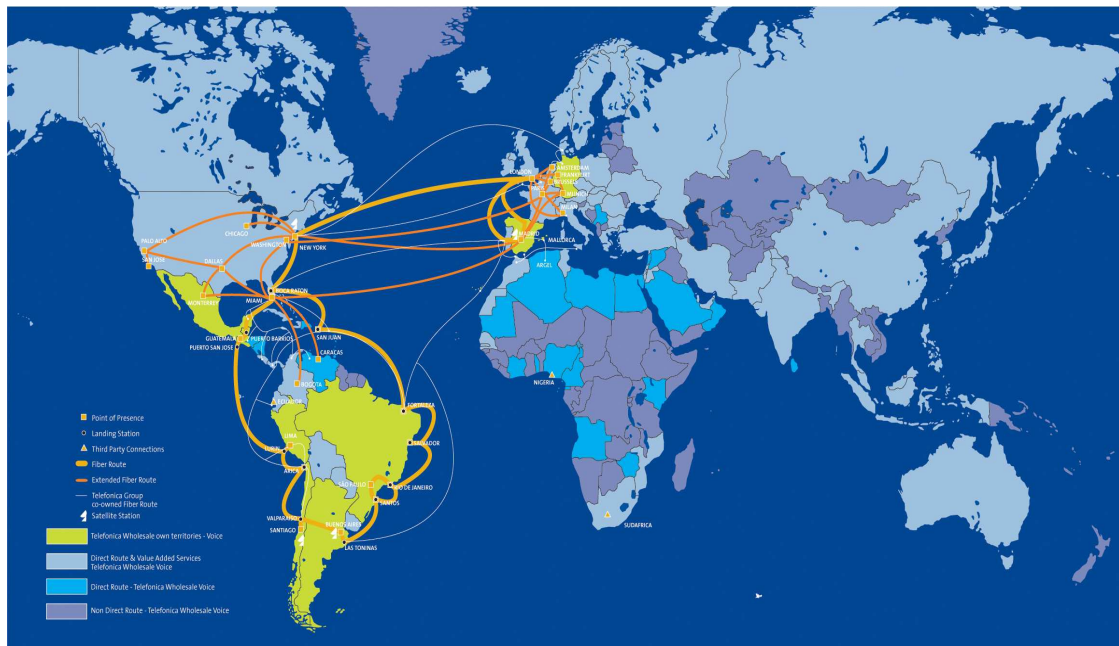 LONDON
AMSTERDAM
FRANKFURT
BRUSSELS
PARIS
MUNICH
MILAN
MADRID
MALLORCA
ARGEL
CHICAGO
WASHINGTON
NEW YORK
PALO ALTO
SAN JOSE
DALLAS
MONTERREY
BOCA RATON
MIAMI
SAN JUAN
GUATEMALA
PUERTO BARRIOS
PUERTO SAN JOSE
CARACAS
BOGOTA
ECUADOR
NIGERIA
FORTALEZA
LIMA
LURIN
SALVADOR
ARICA
SÃO PAULO
RIO DE JANEIRO
SANTOS
VALPARAISO
SANTIAGO
BUENOS AIRES
LAS TONINAS
SUDAFRICA
Point of Presence
Landing Station
Third Party Connections
Fiber Route
Extended Fiber Route
Telefonica Group
co-owned Fiber Route
Satellite Station
Telefonica Wholesale own territories - Voice
Direct Route & Value Added Services
Telefonica Wholesale Voice
Direct Route - Telefonica Wholesale Voice
Non Direct Route - Telefonica Wholesale Voice